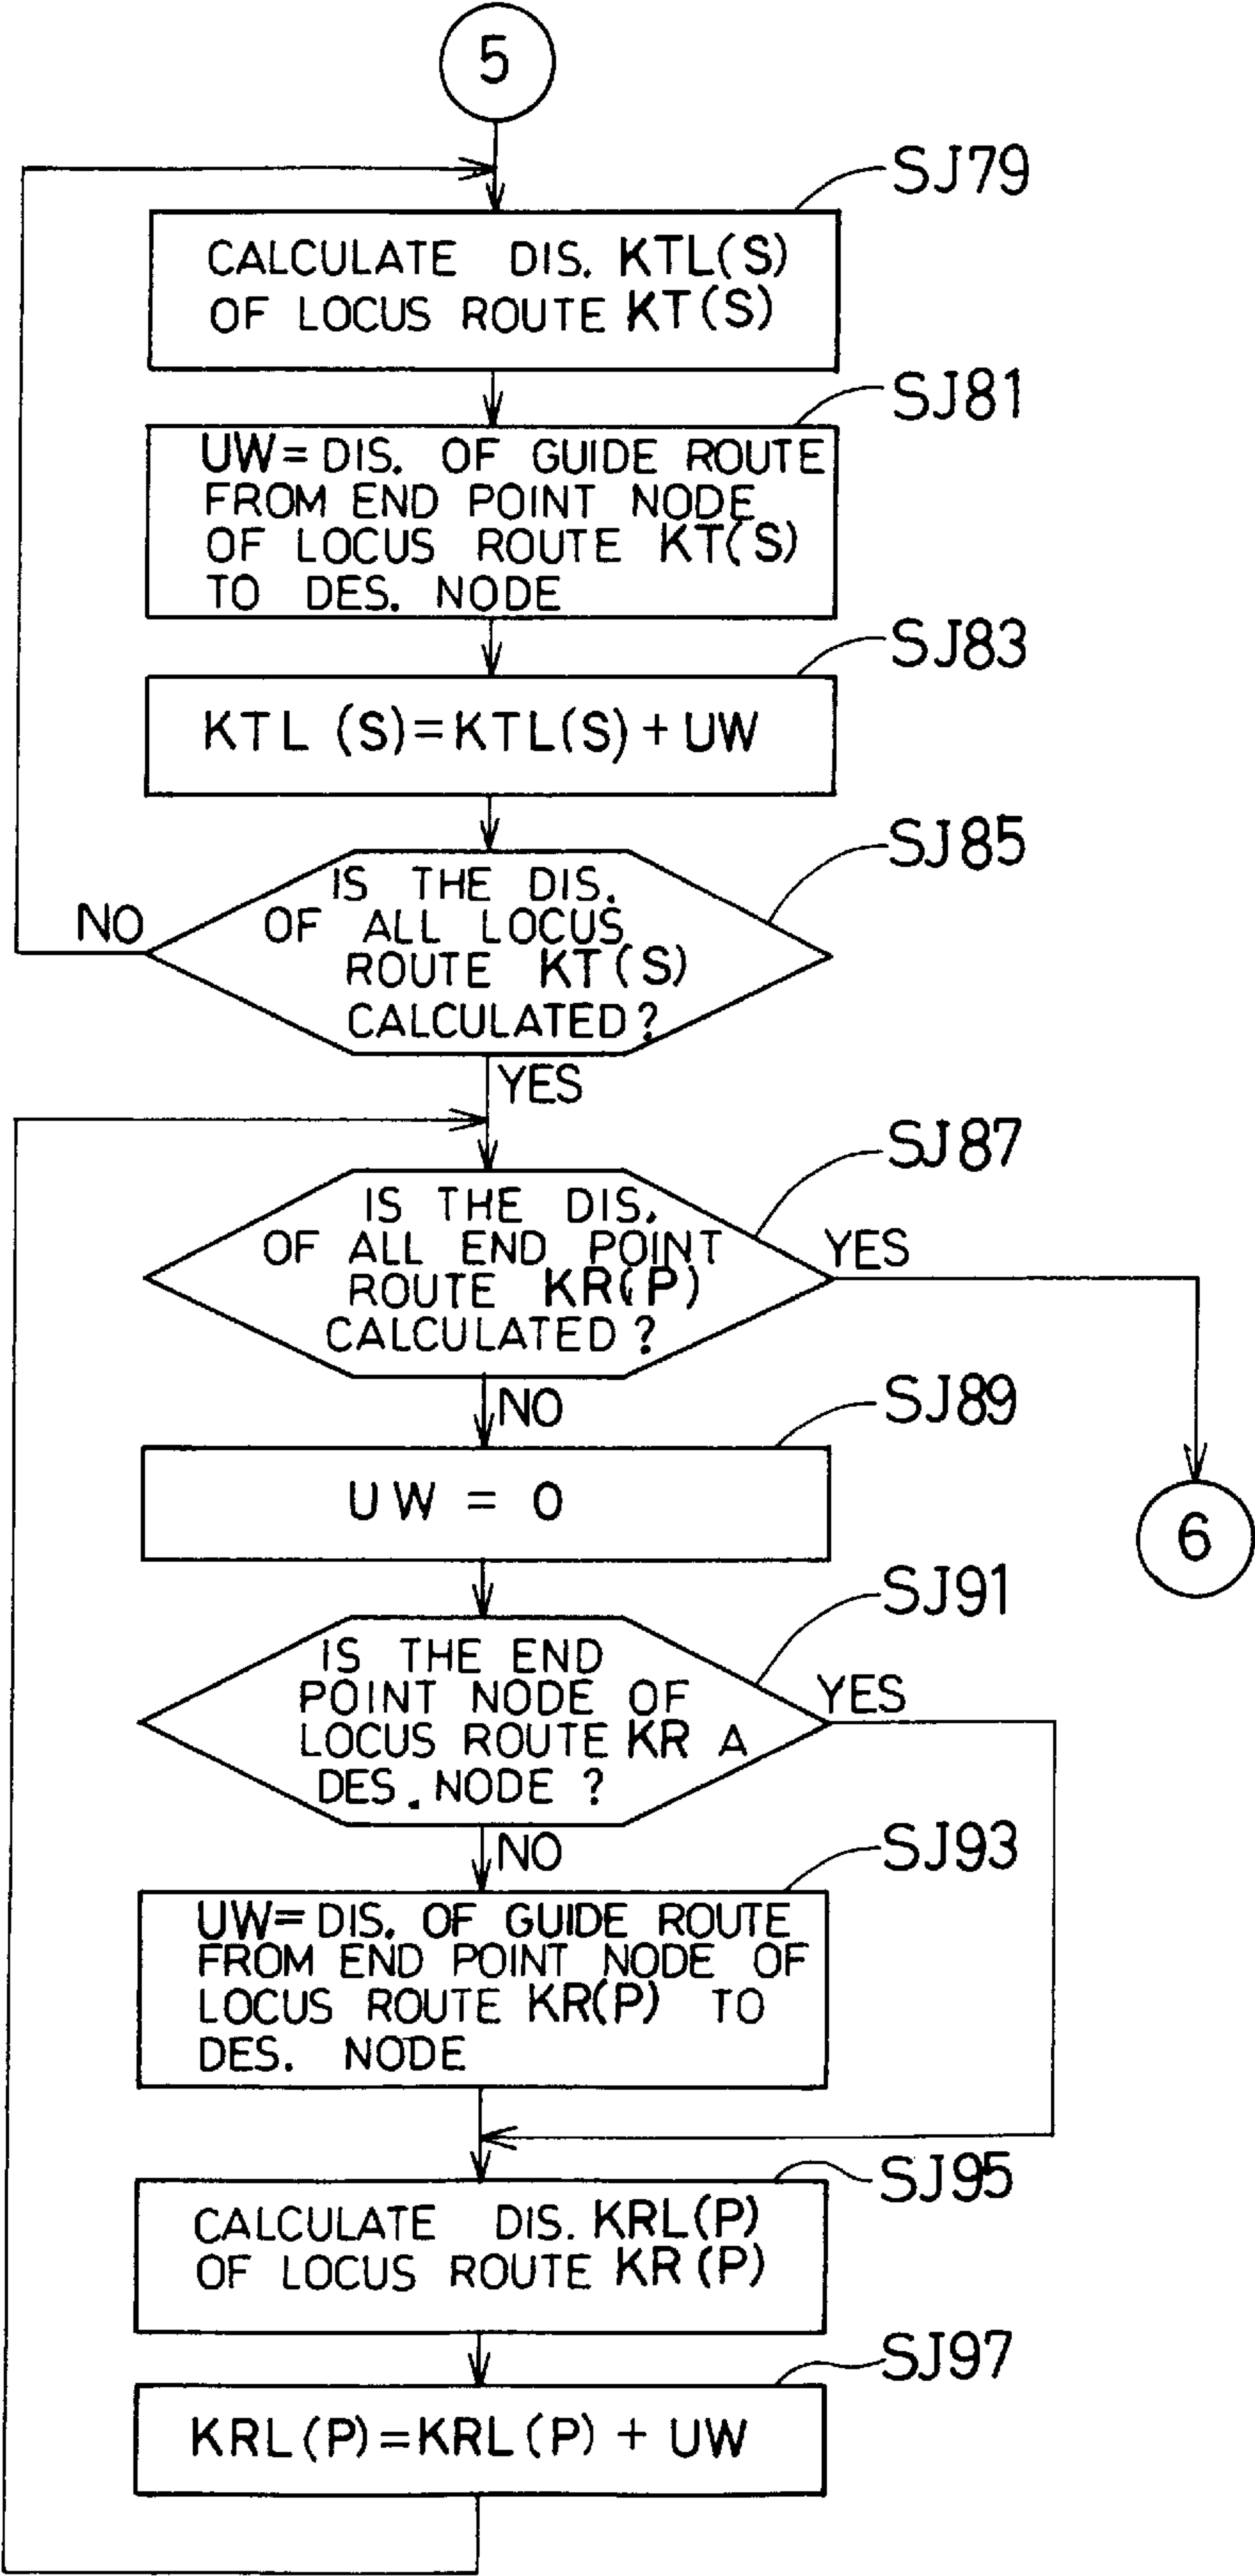 5
SJ79
CALCULATE DIS. KTL(S)
OF LOCUS ROUTE KT(S)
SJ81
UW=DIS. OF GUIDE ROUTE
FROM END POINT NODE
OF LOCUS ROUTE KT(S)
TO DES. NODE
SJ83
KTL (S)=KTL(S)+UW
SJ85
IS THE DIS.
OF ALL LOCUS
ROUTE KT(S)
CALCULATED?
NO
YES
SJ87
IS THE DIS.
OF ALL END POINT
ROUTE KR(P)
CALCULATED?
YES
NO
SJ89
UW = 0
6
SJ91
IS THE END
POINT NODE OF
LOCUS ROUTE KR A
DES. NODE ?
YES
NO
SJ93
UW=DIS. OF GUIDE ROUTE
FROM END POINT NODE OF
LOCUS ROUTE KR(P) TO
DES. NODE
SJ95
CALCULATE DIS. KRL(P)
OF LOCUS ROUTE KR(P)
SJ97
KRL(P)=KRL(P) + UW